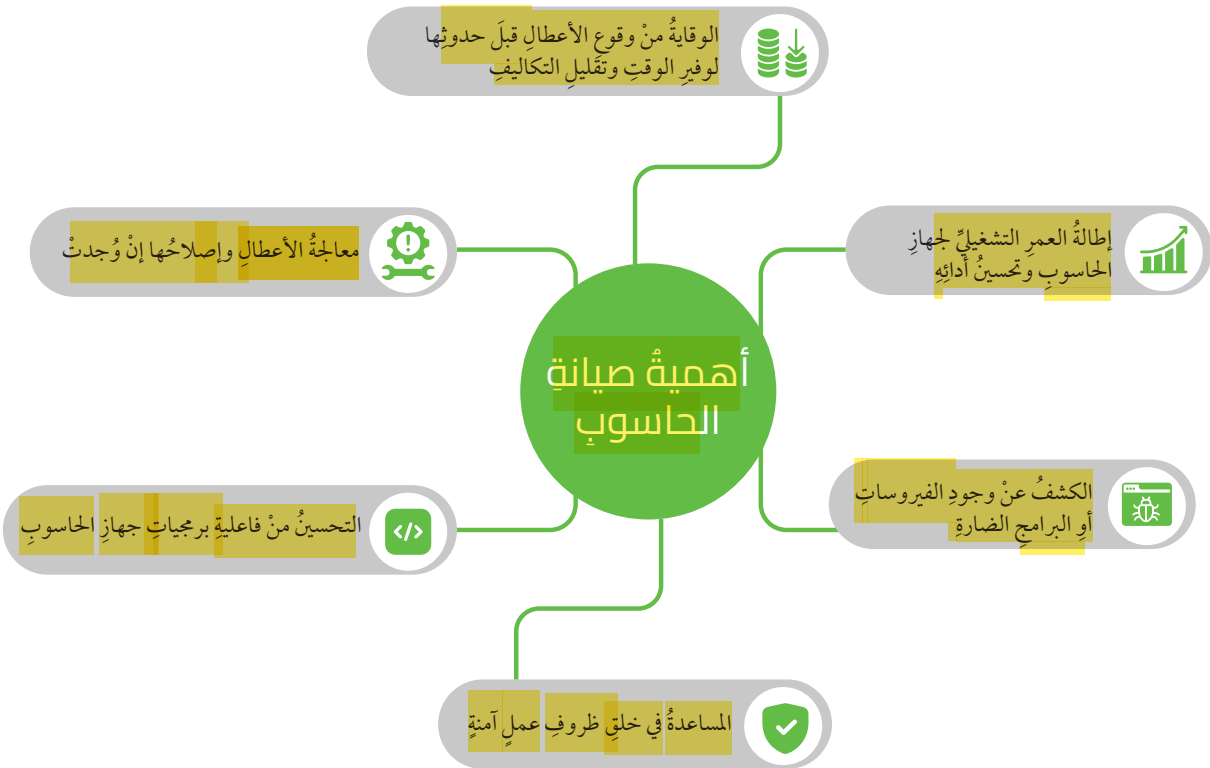 الوقايةُ منْ وقوعِ الأعطالِ قبلَ حدوثِها
لوفيرِ الوقتِ وتقليلِ التكاليفِ
إطالةُ العمرِ التشغيليِّ لجهازِ
الحاسوبِ وتحسينُ أدائِهِ
معالجةُ الأعطالِ وإصلاحُها إنْ وُجدتْ
أهميةُ صيانةِ
الحاسوبِ
الكشفُ عنْ وجودِ الفيروساتِ
أوِ البرامجِ الضارةِ
التحسينُ منْ فاعليةِ برمجياتِ جهازِ الحاسوبِ
المساعدةُ في خلقِ ظروفِ عملٍ آمنةٍ